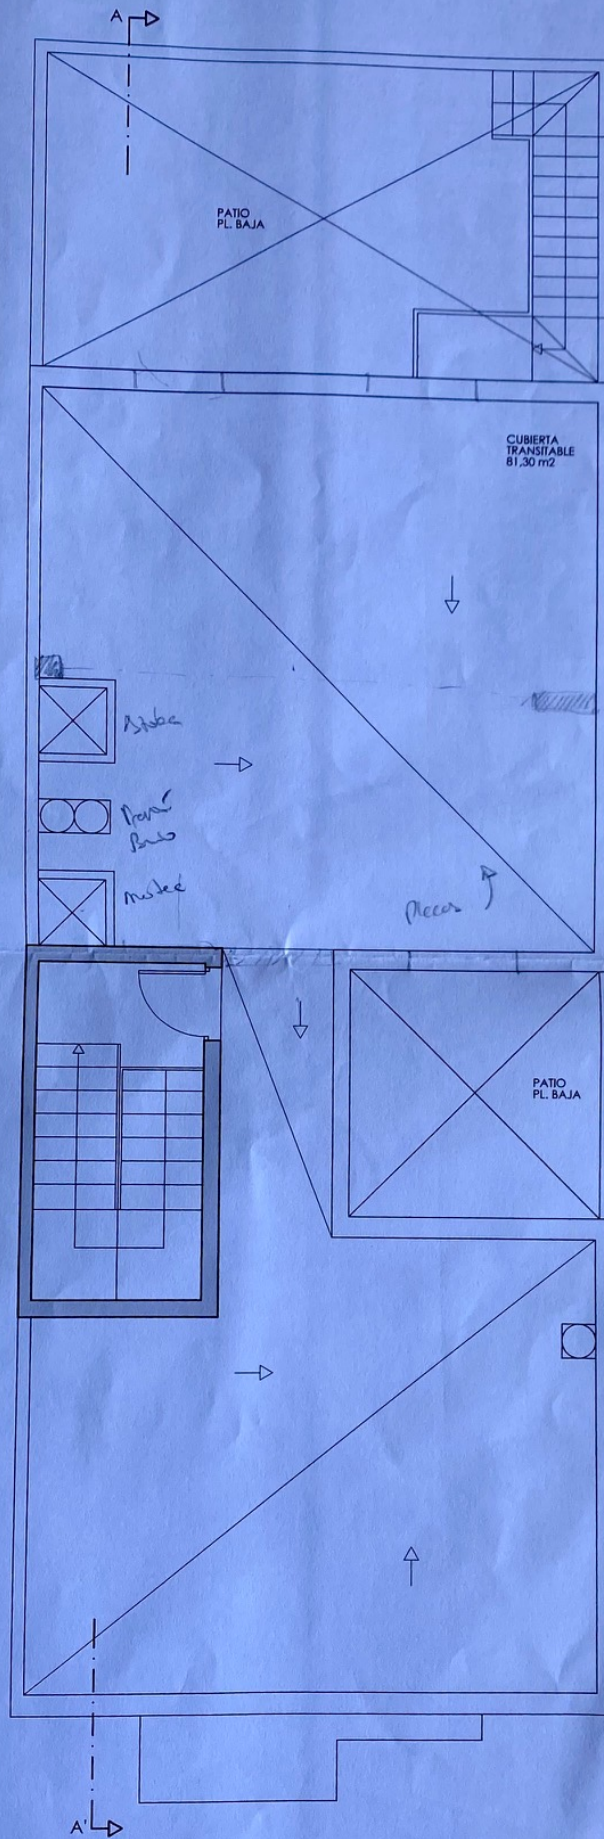 A
PATIO
PL. BAJA
CUBIERTA
TRANSITABLE
81,30 m2
placas
PATIO
PL. BAJA
A'